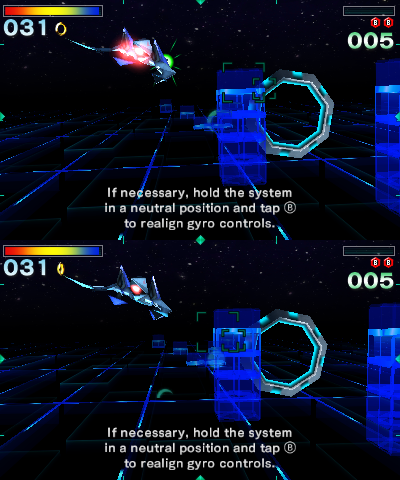 031
B B
005
If necessary, hold the system
in a neutral position and tap Ⓑ
to realign gyro controls.
031
B B
005
If necessary, hold the system
in a neutral position and tap Ⓑ
to realign gyro controls.